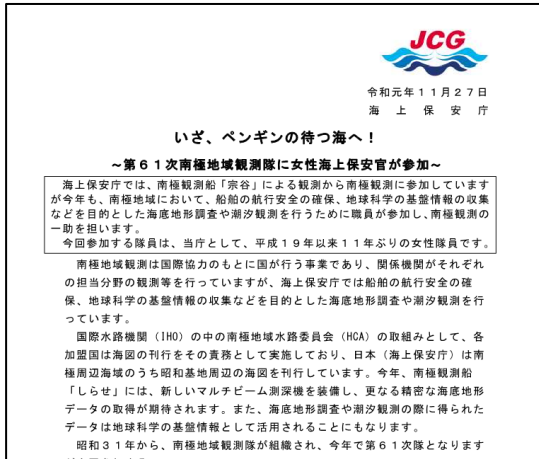 JCG
令和元年１１月２７日
海上保安庁
いざ、ペンギンの待つ海へ！
～第６１次南極地域観測隊に女性海上保安官が参加～
海上保安庁では、南極観測船「宗谷」による観測から南極観測に参加しています
が今年も、南極地域において、船舶の航行安全の確保、地球科学の基盤情報の収集
などを目的とした海底地形調査や潮汐観測を行うために職員が参加し、南極観測の
一助を担います。
今回参加する隊員は、当庁として、平成１９年以来１１年ぶりの女性隊員です。
南極地域観測は国際協力のもとに国が行う事業であり、関係機関がそれぞれ
の担当分野の観測等を行っていますが、海上保安庁では船舶の航行安全の確
保、地球科学の基盤情報の収集などを目的とした海底地形調査や潮汐観測を行
っています。
国際水路機関（IHO）の中の南極地域水路委員会（HCA）の取組みとして、各
加盟国は海図の刊行をその責務として実施しており、日本（海上保安庁）は南
極周辺海域のうち昭和基地周辺の海図を刊行しています。今年、南極観測船
「しらせ」には、新しいマルチビーム測深機を装備し、更なる精密な海底地形
データの取得が期待されます。また、海底地形調査や潮汐観測の際に得られた
データは地球科学の基盤情報として活用されることにもなります。
昭和３１年から、南極地域観測隊が組織され、今年で第６１次隊となります